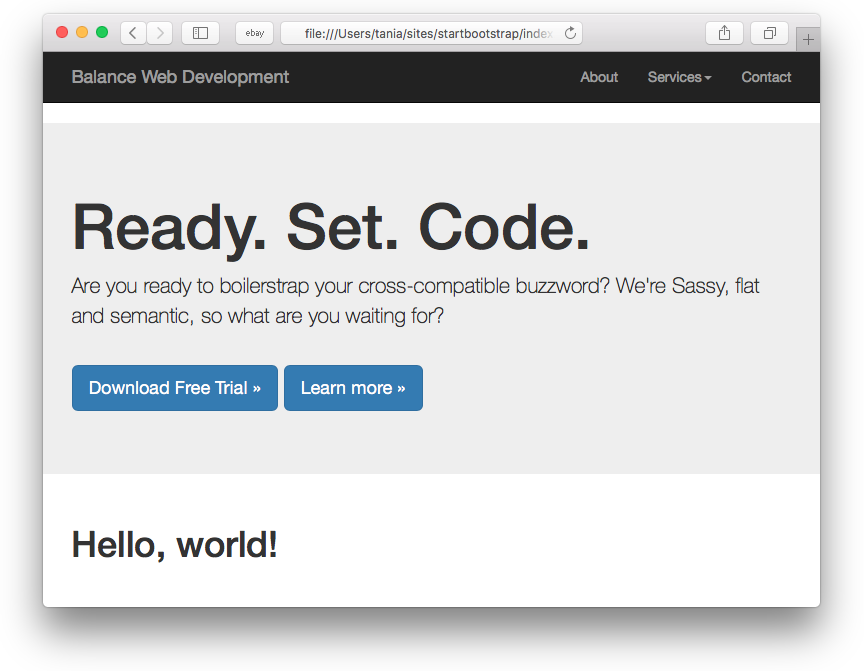 ebay
file:///Users/tania/sites/startbootstrap/index
Balance Web Development
About
Services
Contact
Ready. Set. Code.
Are you ready to boilerstrap your cross-compatible buzzword? We're Sassy, flat
and semantic, so what are you waiting for?
Download Free Trial »
Learn more »
Hello, world!